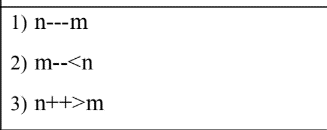 1) n---m
2) m--<n
3) n++>m